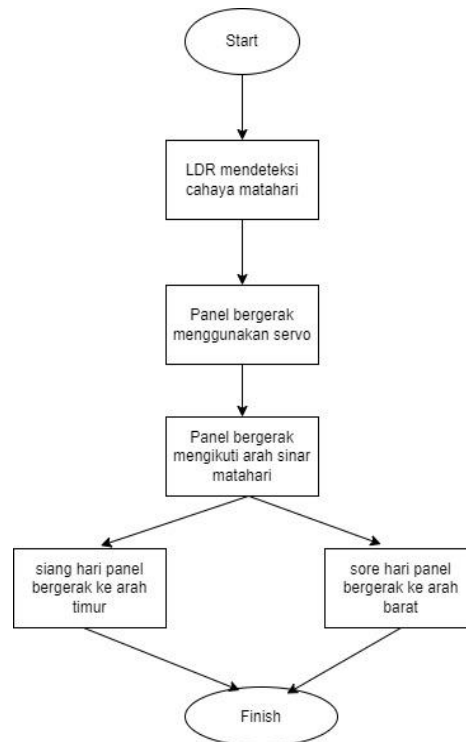 Start
LDR mendeteksi
cahaya matahari
Panel bergerak
menggunakan servo
Panel bergerak
mengikuti arah sinar
matahari
siang hari panel
bergerak ke arah
timur
sore hari panel
bergerak ke arah
barat
Finish